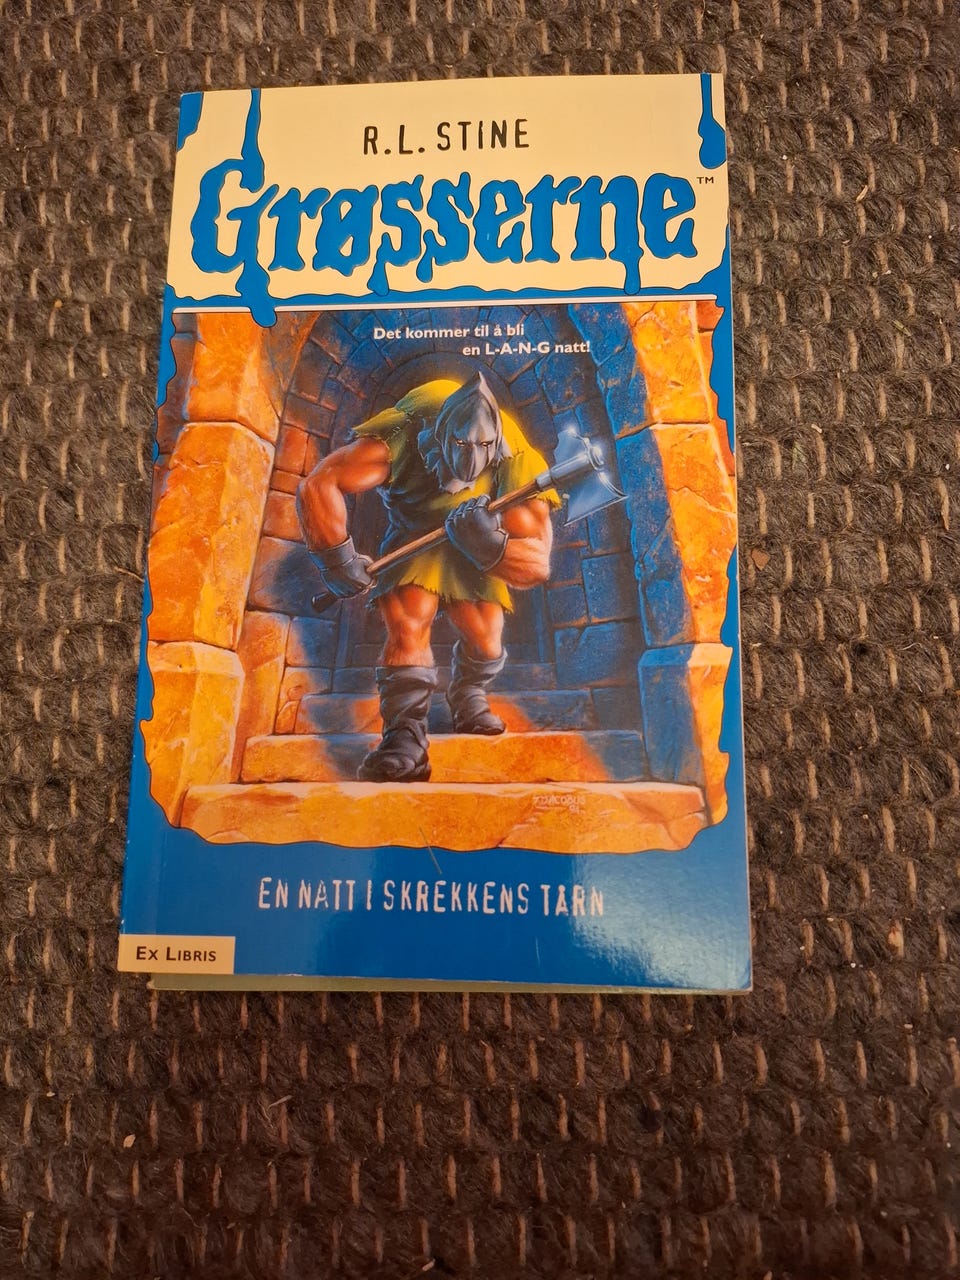 R.L. STINE
Grøsserne™
Det kommer til å bli
en L-A-N-G natt!
EN NATT I SKREKKENS TÅRN
EX LIBRIS